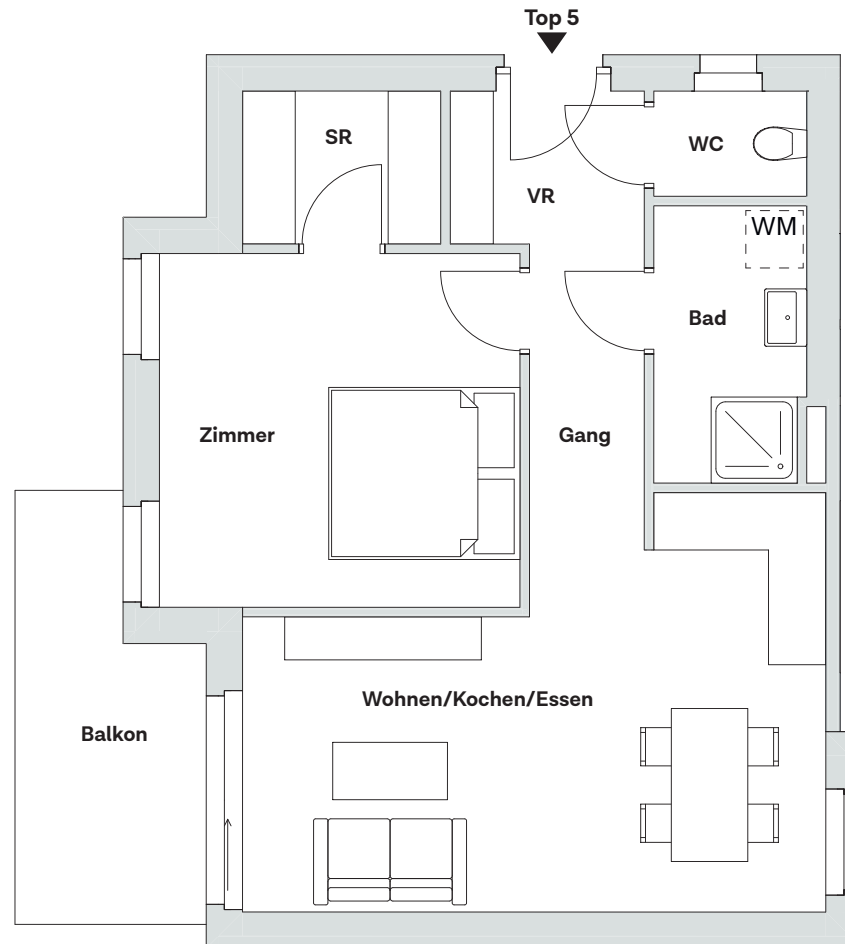 Top 5
SR
WC
VR
WM
Bad
Zimmer
Gang
Wohnen/Kochen/Essen
Balkon